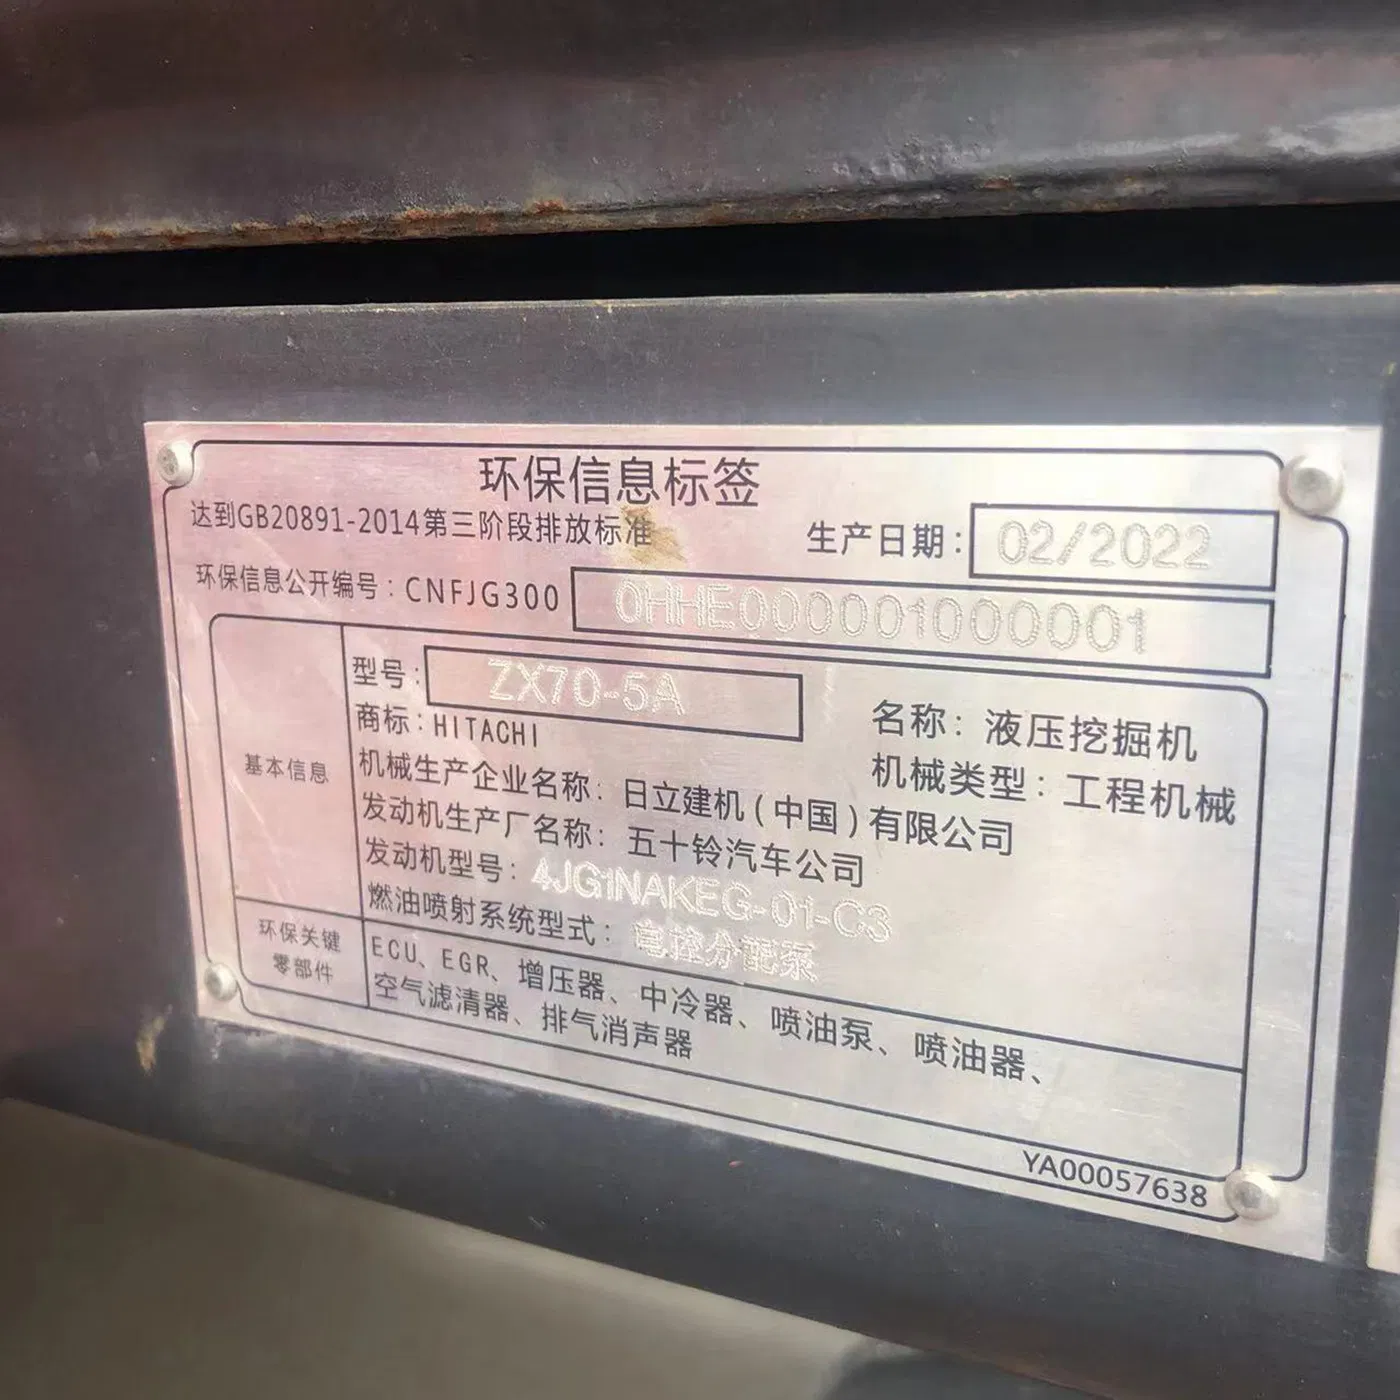 环保信息标签
达到GB20891-2014第三阶段排放标准
生产日期：02/2022
环保信息公开编号：CNFJG300 0HHE000001000001
基本信息
型号：ZX70-5A
名称：液压挖掘机
商标：HITACHI
机械类型：工程机械
机械生产企业名称：日立建机(中国)有限公司
发动机生产厂名称：五十铃汽车公司
发动机型号：4JG1NAKEG-01-C3
燃油喷射系统型式：电控分配泵
环保关键
零部件
ECU、EGR、增压器、中冷器、喷油泵、喷油器、
空气滤清器、排气消声器
YA00057638